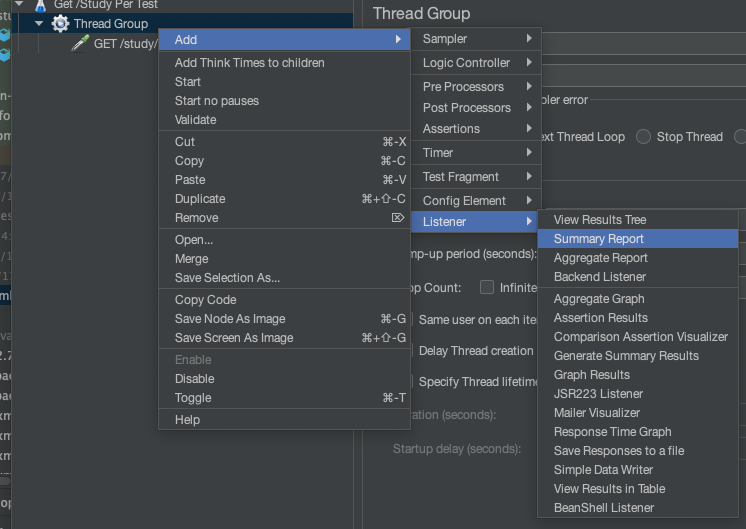 Get /Study Per Test
Thread Group
GET /study/
Thread Group
Add
Add Think Times to children
Start
Start no pauses
Validate
Cut ⌘-X
Copy ⌘-C
Paste ⌘-V
Duplicate ⌘+⇧-C
Remove ⌦
Open...
Merge
Save Selection As...
Copy Code
Save Node As Image ⌘-G
Save Screen As Image ⌘+⇧-G
Enable
Disable
Toggle ⌘-T
Help
Sampler
Logic Controller
Pre Processors
Post Processors
Assertions
Timer
Test Fragment
Config Element
Listener
View Results Tree
Summary Report
Aggregate Report
Backend Listener
Aggregate Graph
Assertion Results
Comparison Assertion Visualizer
Generate Summary Results
Graph Results
JSR223 Listener
Mailer Visualizer
Response Time Graph
Save Responses to a file
Simple Data Writer
View Results in Table
BeanShell Listener
pler error
ext Thread Loop Stop Thread
mp-up period (seconds):
op Count: Infinite
Same user on each ite
Delay Thread creation
Specify Thread lifetim
ration (seconds):
Startup delay (seconds):